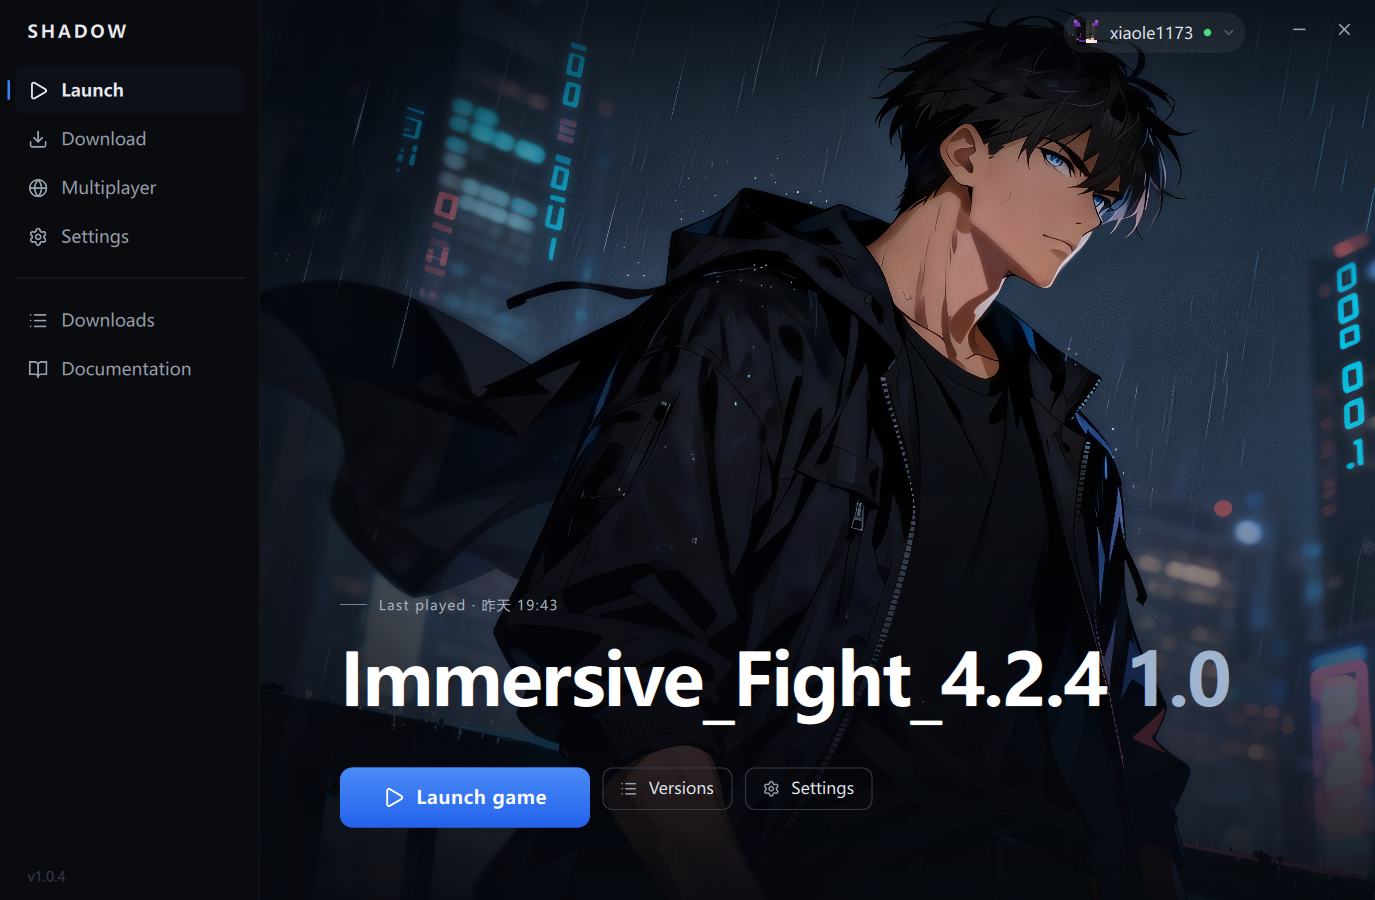 SHADOW
xiaole1173
Launch
Download
Multiplayer
Settings
Downloads
Documentation
Last played · 昨天 19:43
Immersive_Fight_4.2.4 1.0
Launch game
Versions
Settings
v1.0.4